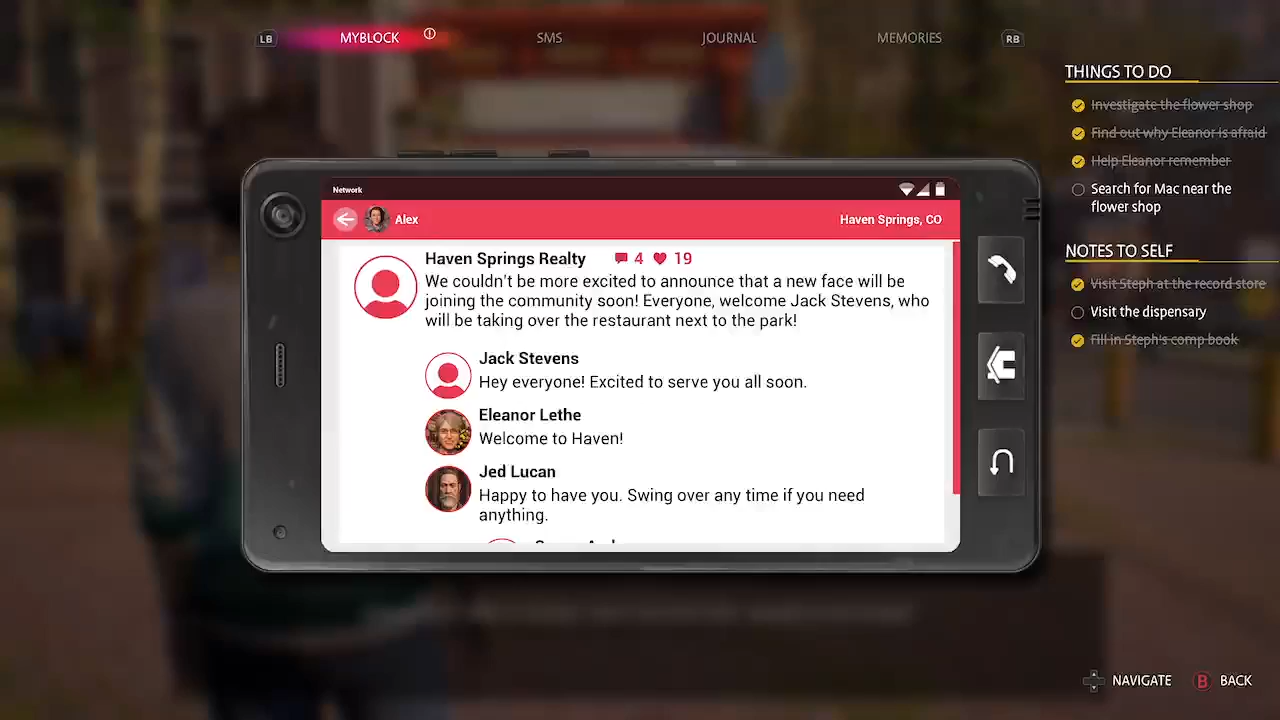 LB
MYBLOCK
SMS
JOURNAL
MEMORIES
RB
THINGS TO DO
Investigate the flower shop
Find out why Eleanor is afraid
Help Eleanor remember
Search for Mac near the
flower shop
NOTES TO SELF
Visit Steph at the record store
Visit the dispensary
Fill in Steph's comp book
Network
Alex
Haven Springs, CO
Haven Springs Realty 4 19
We couldn't be more excited to announce that a new face will be
joining the community soon! Everyone, welcome Jack Stevens, who
will be taking over the restaurant next to the park!
Jack Stevens
Hey everyone! Excited to serve you all soon.
Eleanor Lethe
Welcome to Haven!
Jed Lucan
Happy to have you. Swing over any time if you need
anything.
NAVIGATE
B BACK